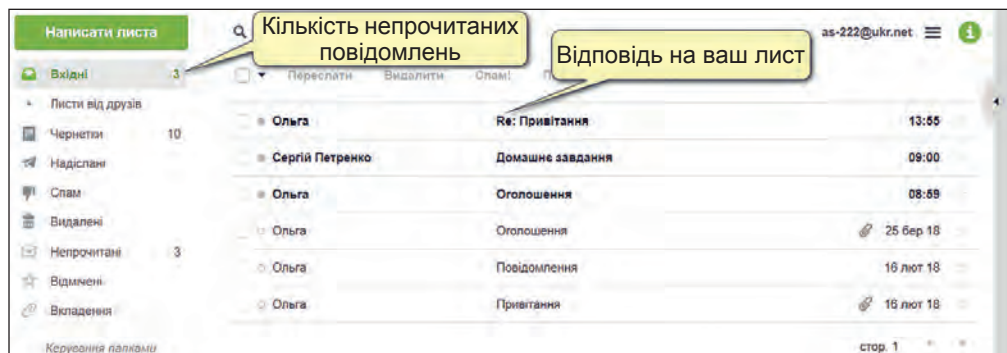 Написати листа
Кількість непрочитаних
повідомлень
as-222@ukr.net
Відповідь на ваш лист
Вхідні 3
Переслати Видалити Спам!
Листи від друзів
Чернетки 10
Надіслані
Спам
Видалені
Непрочитані 3
Відмічені
Вкладення
Керування папками
Ольга Re: Привітання 13:55
Сергій Петренко Домашнє завдання 09:00
Ольга Оголошення 08:59
Ольга Оголошення 25 бер 18
Ольга Повідомлення 16 лют 18
Ольга Привітання 16 лют 18
стор. 1